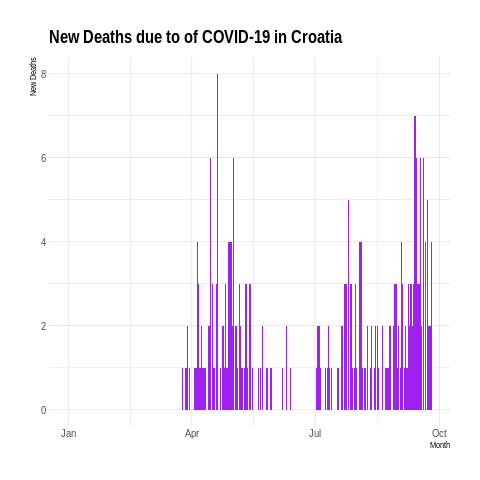 New Deaths due to of COVID-19 in Croatia
New Deaths
8
6
4
2
0
Jan Apr Jul Oct
Month